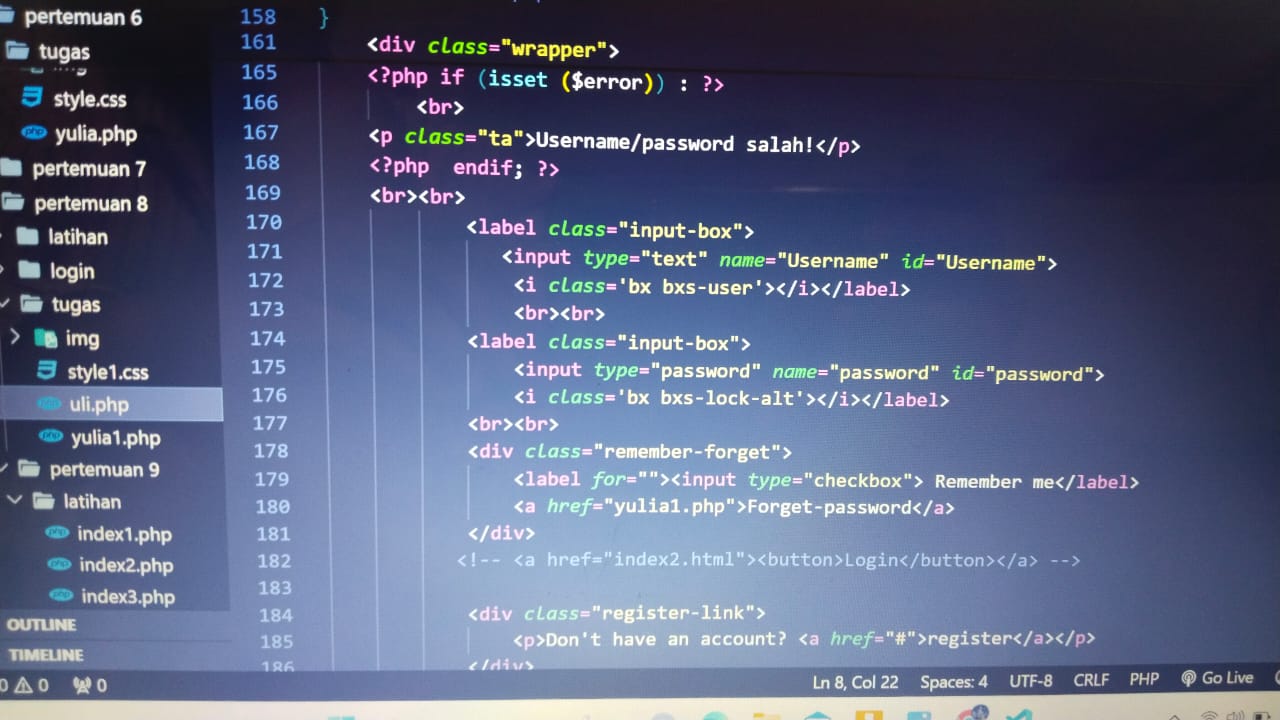 pertemuan 6
tugas
style.css
yulia.php
pertemuan 7
pertemuan 8
latihan
login
tugas
img
style1.css
uli.php
yulia1.php
pertemuan 9
latihan
index1.php
index2.php
index3.php
OUTLINE
TIMELINE
158 }
161 <div class="wrapper">
165 <?php if (isset ($error)) : ?>
166 <br>
167 <p class="ta">Username/password salah!</p>
168 <?php  endif; ?>
169 <br><br>
170 <label class="input-box">
171 <input type="text" name="Username" id="Username">
172 <i class='bx bxs-user'></i></label>
173 <br><br>
174 <label class="input-box">
175 <input type="password" name="password" id="password">
176 <i class='bx bxs-lock-alt'></i></label>
177 <br><br>
178 <div class="remember-forget">
179 <label for=""><input type="checkbox"> Remember me</label>
180 <a href="yulia1.php">Forget-password</a>
181 </div>
182 <!-- <a href="index2.html"><button>Login</button></a> -->
183
184 <div class="register-link">
185 <p>Don't have an account? <a href="#">register</a></p>
186 </div>
0 0 0 Ln 8, Col 22 Spaces: 4 UTF-8 CRLF PHP Go Live